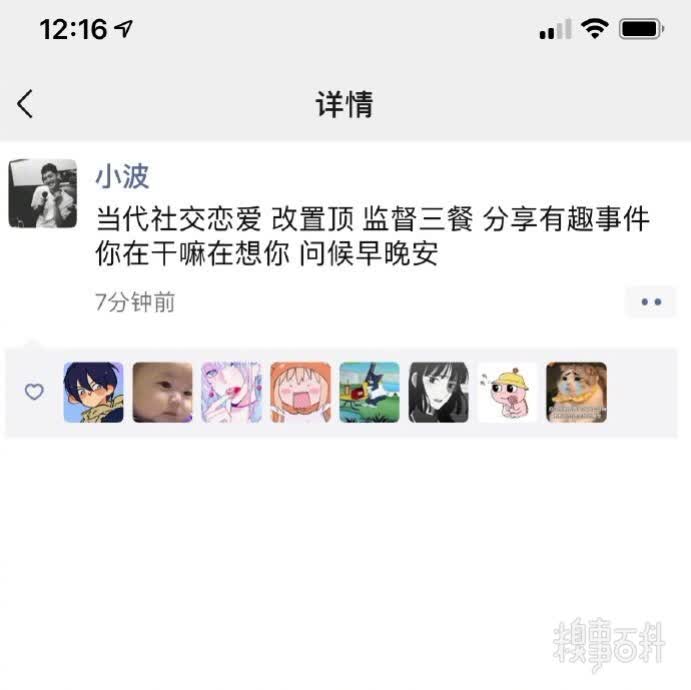 12:16
详情
小波
当代社交恋爱 改置顶 监督三餐 分享有趣事件
你在干嘛在想你 问候早晚安
7分钟前
糗事百科